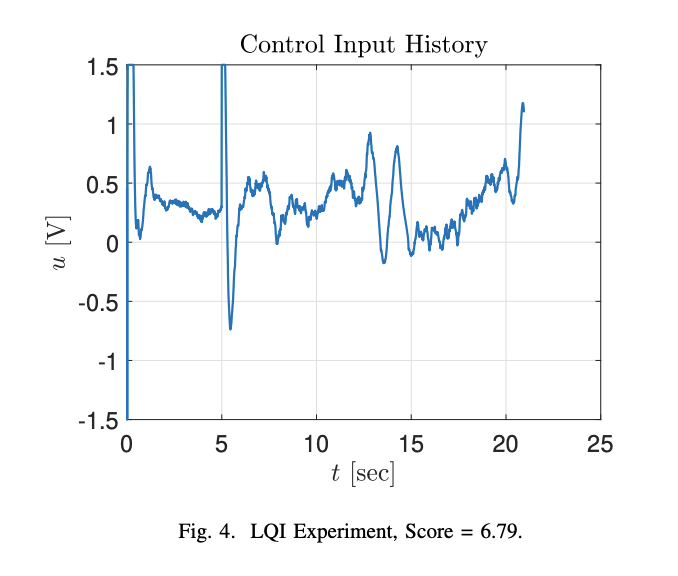 Control Input History
1.5
1
0.5
0
-0.5
-1
-1.5
u [V]
0 5 10 15 20 25
t [sec]
Fig. 4. LQI Experiment, Score = 6.79.